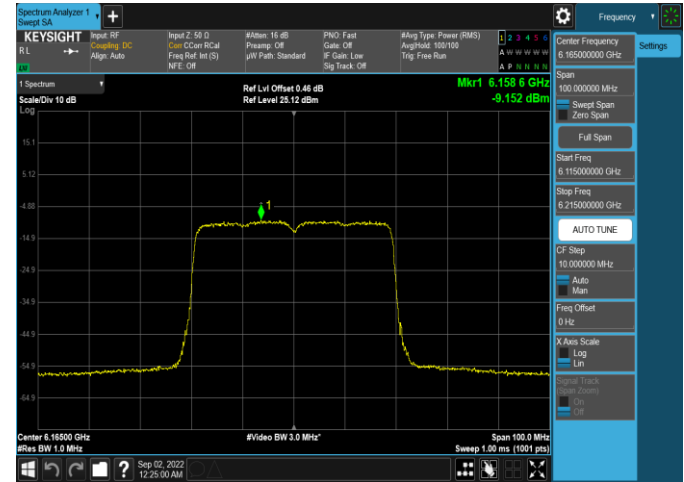 Spectrum Analyzer 1
Swept SA
Frequency
KEYSIGHT
RL
Input: RF
Coupling: DC
Align: Auto
Input Z: 50 Ω
Corr CCorr RCal
Freq Ref: Int (S)
NFE: Off
#Atten: 16 dB
Preamp: Off
µW Path: Standard
PNO: Fast
Gate: Off
IF Gain: Low
Sig Track: Off
#Avg Type: Power (RMS)
Avg|Hold: 100/100
Trig: Free Run
1 2 3 4 5 6
A W W W W W
A P N N N N
1 Spectrum
Scale/Div 10 dB
Log
Ref Lvl Offset 0.46 dB
Ref Level 25.12 dBm
Mkr1 6.158 6 GHz
-9.152 dBm
15.1
5.12
-4.88
-14.9
-24.9
-34.9
-44.9
-54.9
-64.9
1
Center 6.16500 GHz
#Res BW 1.0 MHz
#Video BW 3.0 MHz*
Span 100.0 MHz
Sweep 1.00 ms (1001 pts)
Sep 02, 2022
12:25:00 AM
Center Frequency
6.165000000 GHz
Settings
Span
100.000000 MHz
Swept Span
Zero Span
Full Span
Start Freq
6.115000000 GHz
Stop Freq
6.215000000 GHz
AUTO TUNE
CF Step
10.000000 MHz
Auto
Man
Freq Offset
0 Hz
X Axis Scale
Log
Lin
Signal Track
(Span Zoom)
On
Off